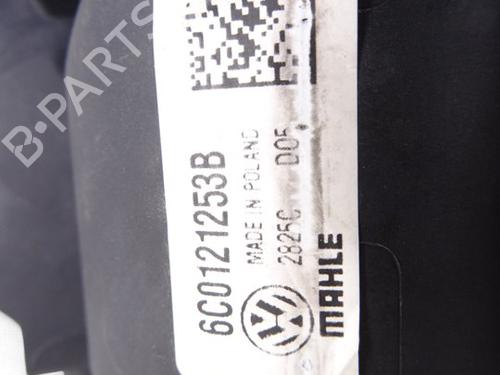 6C0121253B
MADE IN POLAND
2825C D05
MAHLE
B-PARTS